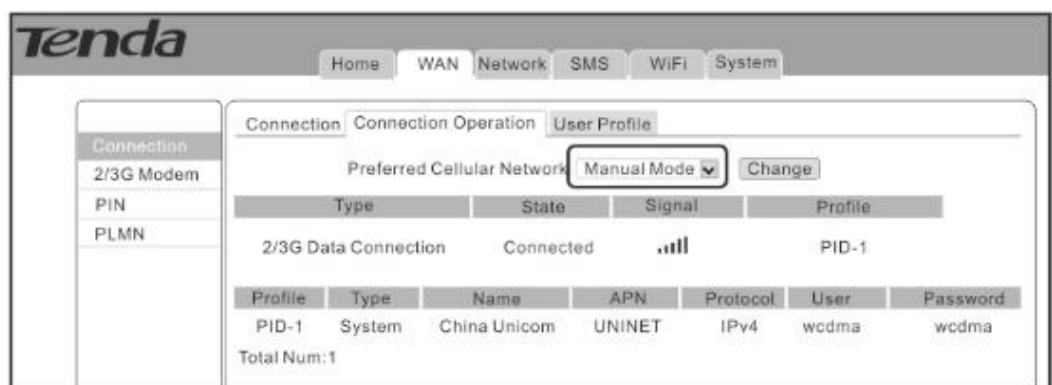 Tenda
Home WAN Network SMS WiFi System
Connection Connection Operation User Profile
Connection
2/3G Modem
PIN
PLMN
Preferred Cellular Network Manual Mode Change
Type State Signal Profile
2/3G Data Connection Connected PID-1
Profile Type Name APN Protocol User Password
PID-1 System China Unicom UNINET IPv4 wcdma wcdma
Total Num:1